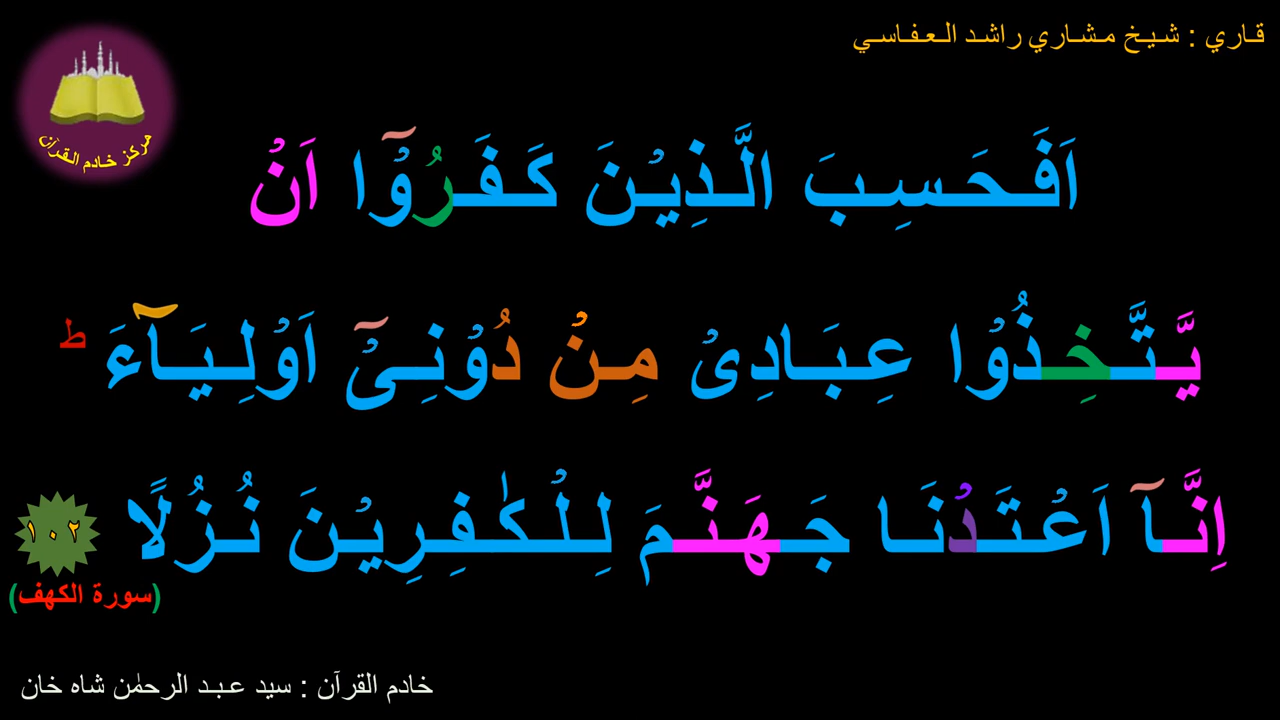 قاري : شيخ مشاري راشد العفاسي
مركز خادم القرآن
اَفَحَسِبَ الَّذِيْنَ كَفَرُوْۤا اَنْ
يَّتَّخِذُوْا عِبَادِىْ مِنْ دُوْنِىْۤ اَوْلِيَآءَ ط
اِنَّاۤ اَعْتَدْنَا جَهَنَّمَ لِلْكٰفِرِيْنَ نُزُلًا ١٠٢
(سورة الكهف)
خادم القرآن : سيد عبد الرحمٰن شاه خان